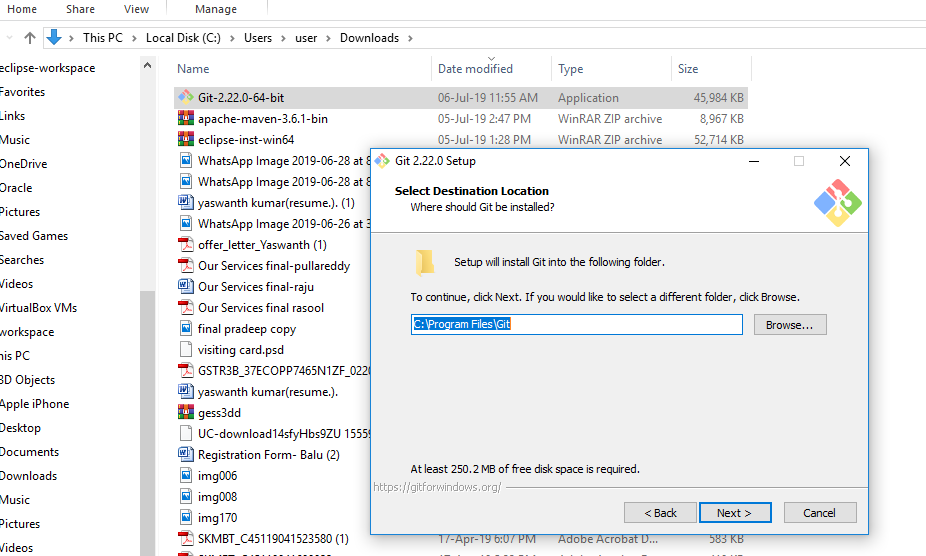 Home Share View Manage
This PC > Local Disk (C:) > Users > user > Downloads >
eclipse-workspace
Favorites
Links
Music
OneDrive
Oracle
Pictures
Saved Games
Searches
Videos
VirtualBox VMs
workspace
his PC
3D Objects
Apple iPhone
Desktop
Documents
Downloads
Music
Pictures
Videos
Name Date modified Type Size
Git-2.22.0-64-bit 06-Jul-19 11:55 AM Application 45,984 KB
apache-maven-3.6.1-bin 05-Jul-19 2:47 PM WinRAR ZIP archive 8,967 KB
eclipse-inst-win64 05-Jul-19 1:28 PM WinRAR ZIP archive 52,714 KB
WhatsApp Image 2019-06-28 at 8
WhatsApp Image 2019-06-28 at 8
yaswanth kumar(resume.). (1)
WhatsApp Image 2019-06-26 at 3
offer_letter_Yaswanth (1)
Our Services final-pullareddy
Our Services final-raju
Our Services final rasool
final pradeep copy
visiting card.psd
GSTR3B_37ECOPP7465N1ZF_0220
yaswanth kumar(resume.).
gess3dd
UC-download14syfHbs9ZU 15559
Registration Form- Balu (2)
img006
img008
img170
SKMBT_C45119041523580 (1) 17-Apr-19 6:07 PM Adobe Acrobat D... 583 KB
Git 2.22.0 Setup
Select Destination Location
Where should Git be installed?
Setup will install Git into the following folder.
To continue, click Next. If you would like to select a different folder, click Browse.
C:\Program Files\Git
Browse...
At least 250.2 MB of free disk space is required.
https://gitforwindows.org/
< Back Next > Cancel